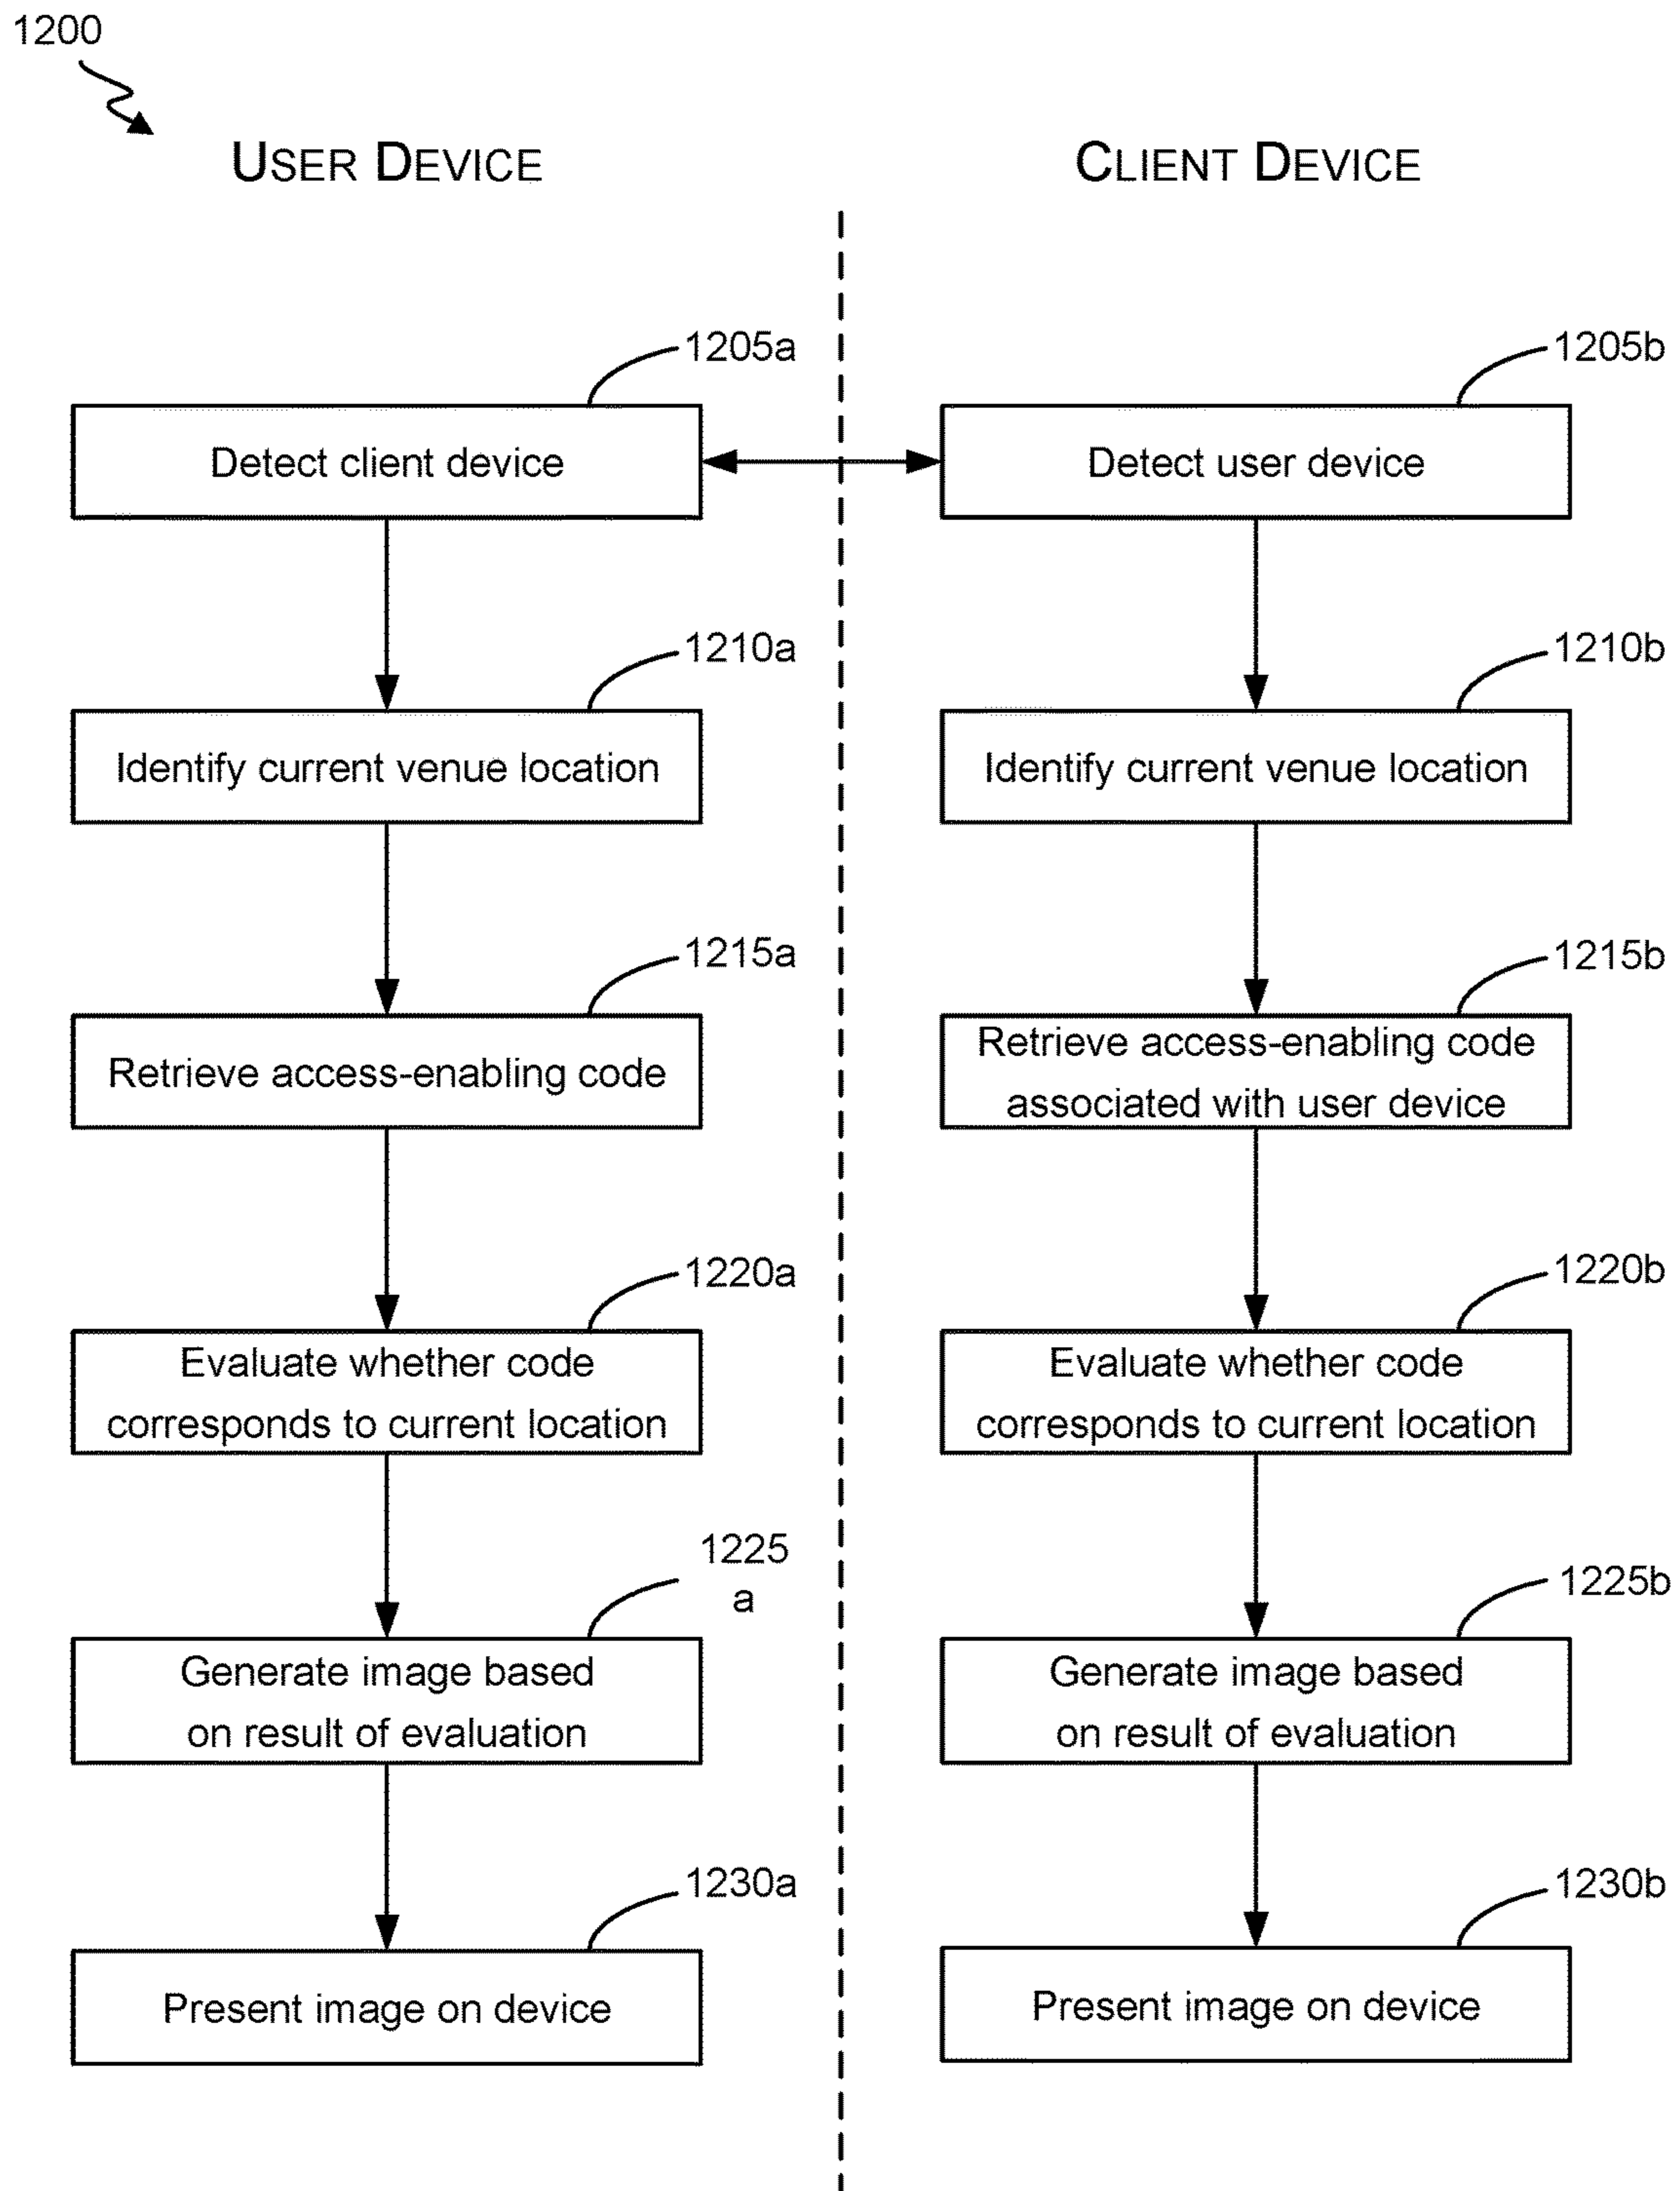 1200
USER DEVICE
CLIENT DEVICE
1205a
1205b
Detect client device
Detect user device
1210a
1210b
Identify current venue location
Identify current venue location
1215a
1215b
Retrieve access-enabling code
Retrieve access-enabling code
associated with user device
1220a
1220b
Evaluate whether code
corresponds to current location
Evaluate whether code
corresponds to current location
1225
a
1225b
Generate image based
on result of evaluation
Generate image based
on result of evaluation
1230a
1230b
Present image on device
Present image on device